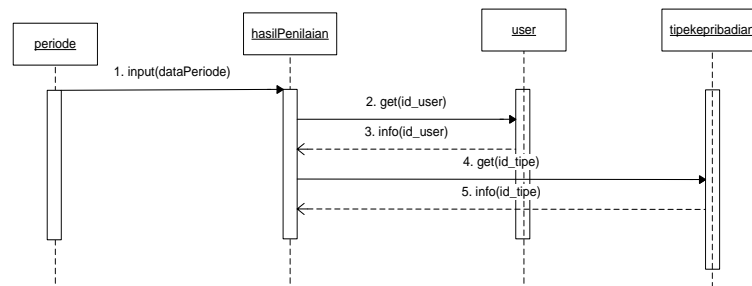 periode
hasilPenilaian
user
tipekepribadian
1. input(dataPeriode)
2. get(id_user)
3. info(id_user)
4. get(id_tipe)
5. info(id_tipe)